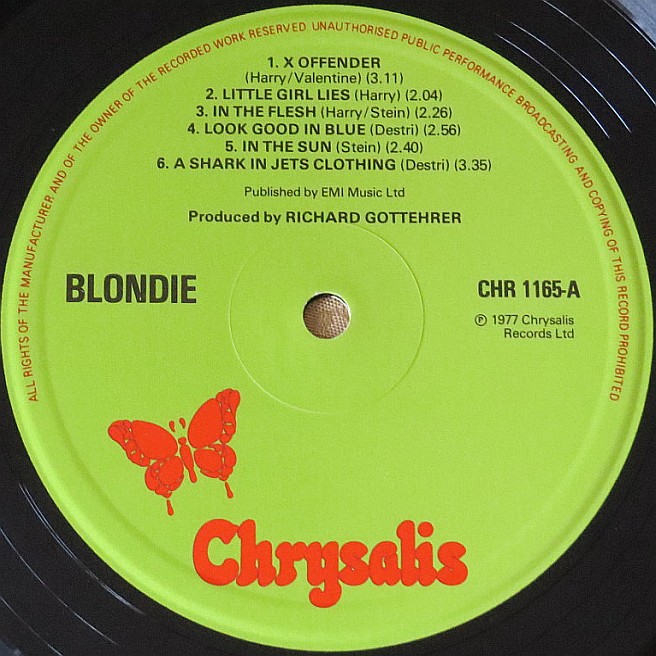 ALL RIGHTS OF THE MANUFACTURER AND OF THE OWNER OF THE RECORDED WORK RESERVED UNAUTHORISED PUBLIC PERFORMANCE BROADCASTING AND COPYING OF THIS RECORD PROHIBITED
1. X OFFENDER
(Harry/Valentine) (3.11)
2. LITTLE GIRL LIES (Harry) (2.04)
3. IN THE FLESH (Harry/Stein) (2.26)
4. LOOK GOOD IN BLUE (Destri) (2.56)
5. IN THE SUN (Stein) (2.40)
6. A SHARK IN JETS CLOTHING (Destri) (3.35)
Published by EMI Music Ltd
Produced by RICHARD GOTTEHRER
BLONDIE
CHR 1165-A
℗ 1977 Chrysalis
Records Ltd
Chrysalis